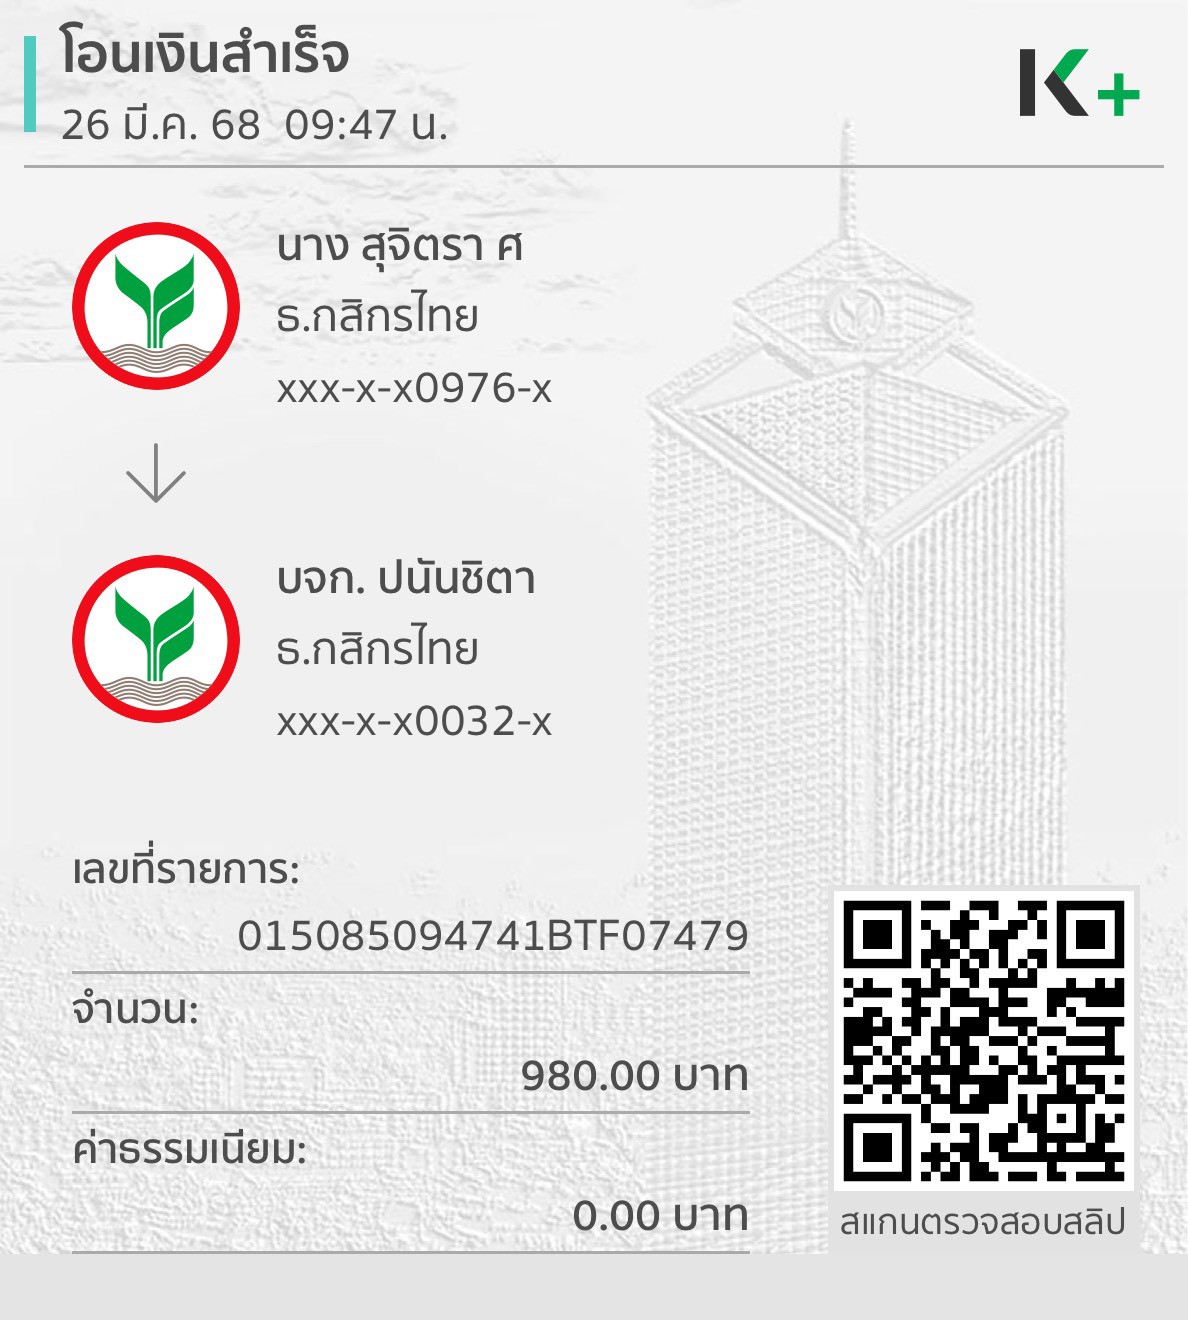 โอนเงินสำเร็จ
26 มี.ค. 68  09:47 น.
K+
นาง สุจิตรา ศ
ธ.กสิกรไทย
xxx-x-x0976-x
บจก. ปนันชิตา
ธ.กสิกรไทย
xxx-x-x0032-x
เลขที่รายการ:
015085094741BTF07479
จำนวน:
980.00 บาท
ค่าธรรมเนียม:
0.00 บาท
สแกนตรวจสอบสลิป